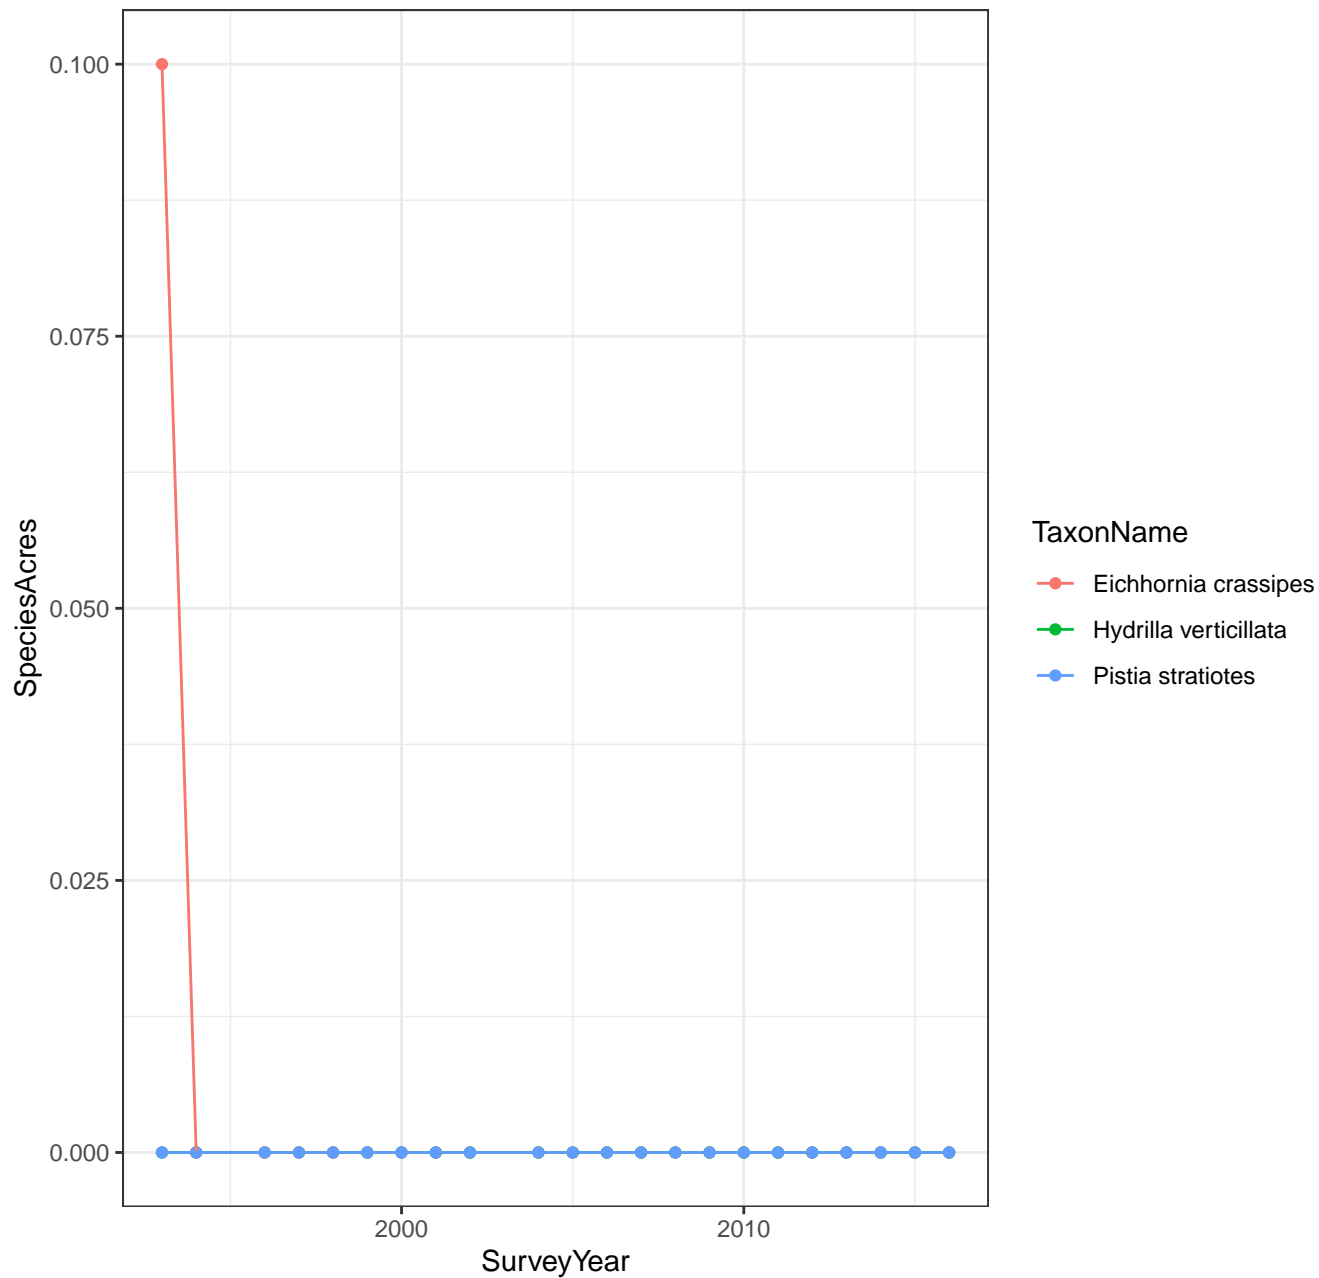 0.100
0.075
0.050
0.025
0.000
SpeciesAcres
2000
2010
SurveyYear
TaxonName
Eichhornia crassipes
Hydrilla verticillata
Pistia stratiotes